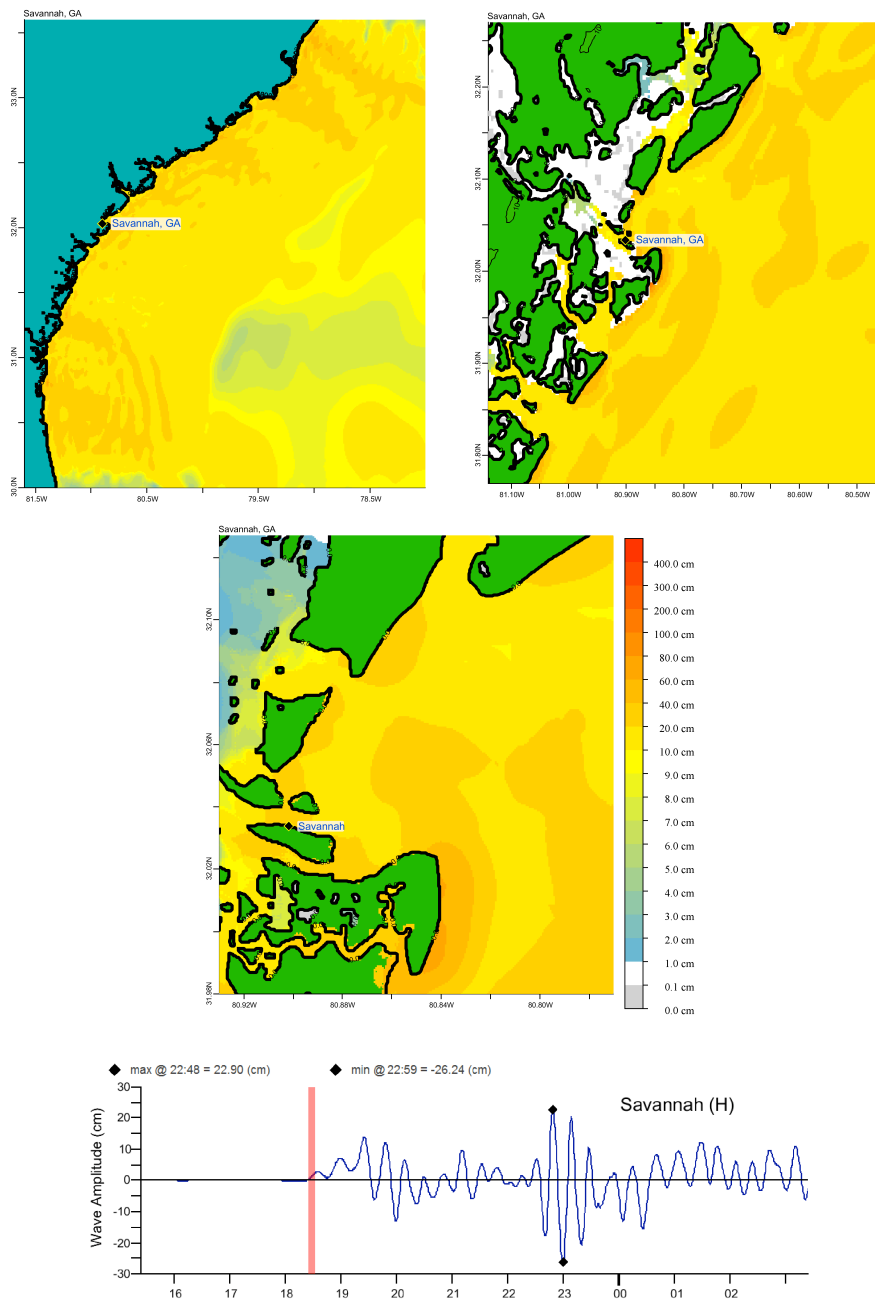 Savannah, GA
33.0N
32.0N
31.0N
30.0N
Savannah, GA
81.5W 80.5W 79.5W 78.5W
Savannah, GA
32.20N
32.10N
32.00N
31.90N
31.80N
Savannah, GA
81.10W 81.00W 80.90W 80.80W 80.70W 80.60W 80.50W
Savannah, GA
32.10N
32.06N
32.02N
31.98N
Savannah
80.92W 80.88W 80.84W 80.80W
400.0 cm
300.0 cm
200.0 cm
100.0 cm
80.0 cm
60.0 cm
40.0 cm
20.0 cm
10.0 cm
9.0 cm
8.0 cm
7.0 cm
6.0 cm
5.0 cm
4.0 cm
3.0 cm
2.0 cm
1.0 cm
0.1 cm
0.0 cm
max @ 22:48 = 22.90 (cm) min @ 22:59 = -26.24 (cm)
Savannah (H)
Wave Amplitude (cm)
30
20
10
0
-10
-20
-30
16 17 18 19 20 21 22 23 00 01 02